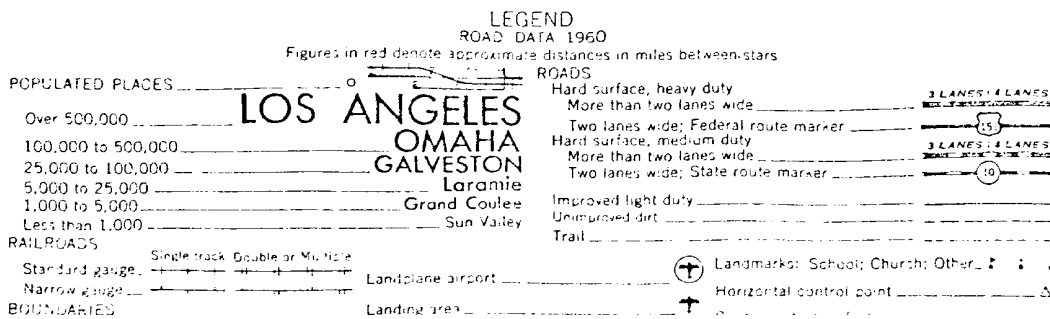 LEGEND
ROAD DATA 1960
Figures in red denote approximate distances in miles between stars
POPULATED PLACES
LOS ANGELES
Over 500,000
OMAHA
100,000 to 500,000
GALVESTON
25,000 to 100,000
Laramie
5,000 to 25,000
Grand Coulee
1,000 to 5,000
Sun Valley
Less than 1,000
RAILROADS
Single track Double or Multiple
Standard gauge
Narrow gauge
BOUNDARIES
Landplane airport
Landing area
ROADS
Hard surface, heavy duty
More than two lanes wide
3 LANES 4 LANES
Two lanes wide; Federal route marker
151
Hard surface, medium duty
More than two lanes wide
3 LANES 4 LANES
Two lanes wide; State route marker
Improved light duty
Unimproved dirt
Trail
Landmarks: School; Church; Other
Horizontal control point